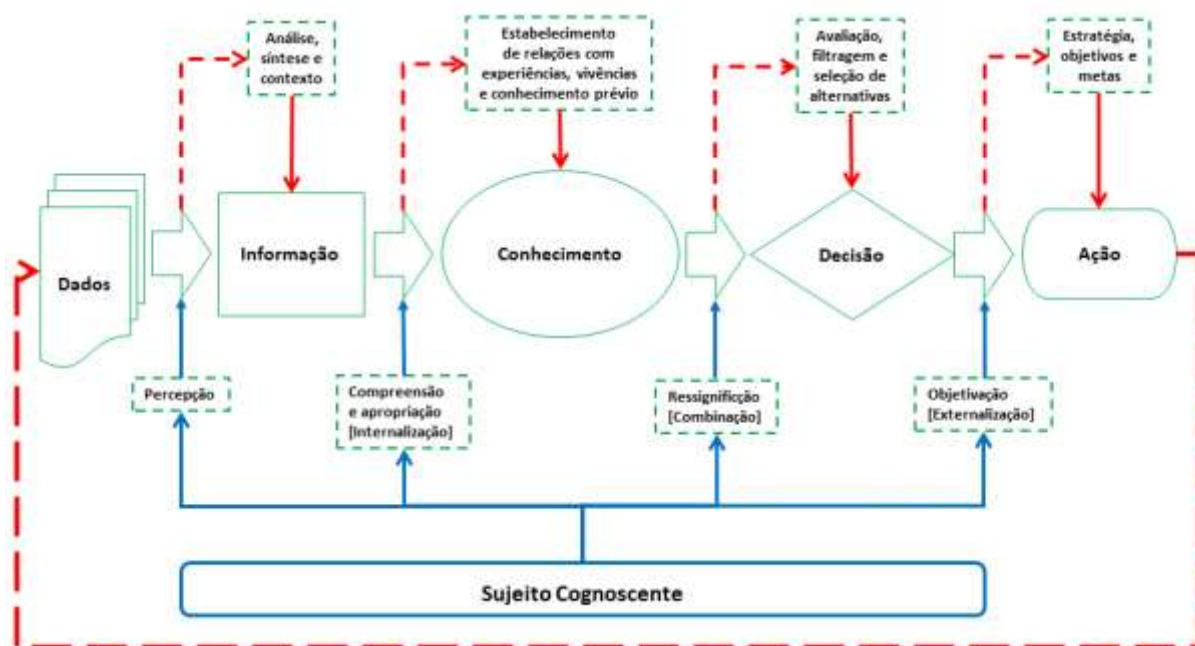 Análise,
síntese e
contexto
Estabelecimento
de relações com
experiências, vivências
e conhecimento prévio
Avaliação,
filtragem e
seleção de
alternativas
Estratégia,
objetivos e
metas
Dados
Informação
Conhecimento
Decisão
Ação
Percepção
Compreensão
e apropriação
[Internalização]
Ressignificção
[Combinação]
Objetivação
[Externalização]
Sujeito Cognoscente